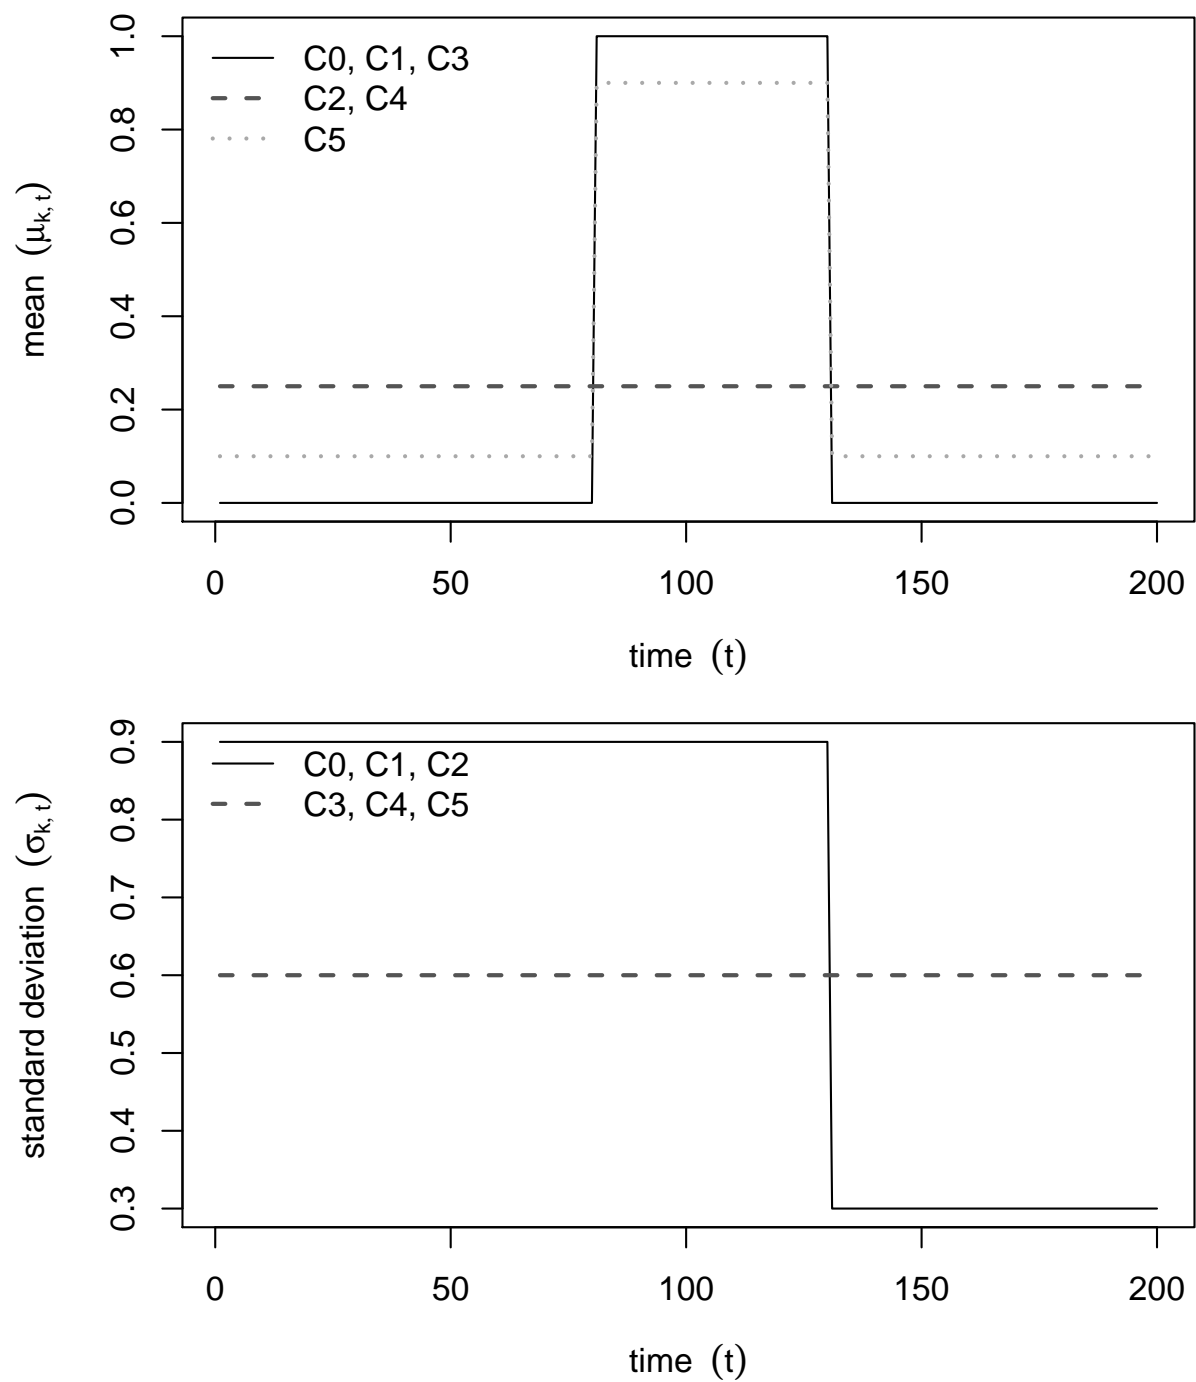 C0, C1, C3
C2, C4
C5
mean (μk, t)
0.0 0.2 0.4 0.6 0.8 1.0
0 50 100 150 200
time (t)
C0, C1, C2
C3, C4, C5
standard deviation (σk, t)
0.3 0.4 0.5 0.6 0.7 0.8 0.9
0 50 100 150 200
time (t)